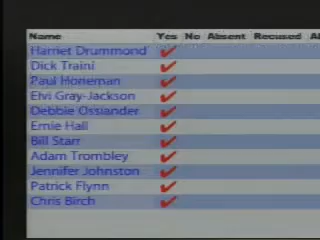 Name Yes No Absent Recused
Harriet Drummond
Dick Traini
Paul Honeman
Elvi Gray-Jackson
Debbie Ossiander
Ernie Hall
Bill Starr
Adam Trombley
Jennifer Johnston
Patrick Flynn
Chris Birch